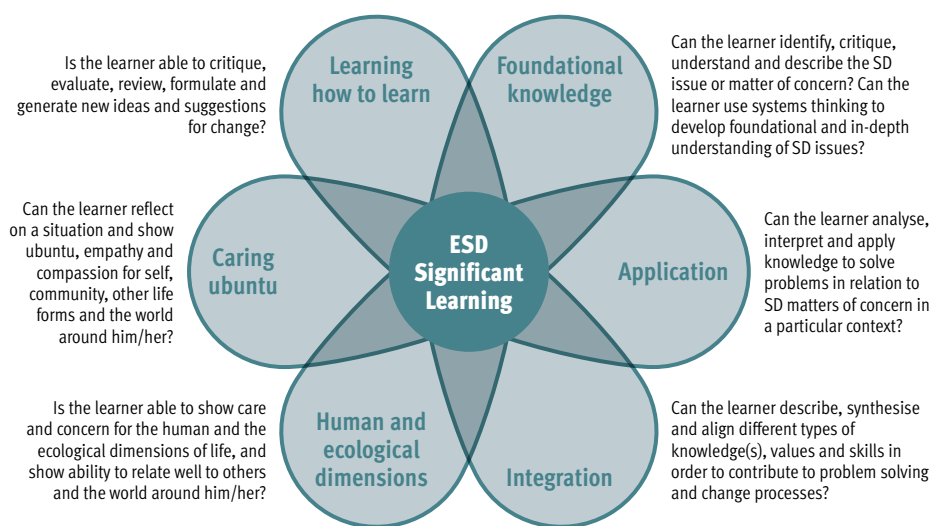 Is the learner able to critique,
evaluate, review, formulate and
generate new ideas and suggestions
for change?
Learning
how to learn
Foundational
knowledge
Can the learner identify, critique,
understand and describe the SD
issue or matter of concern? Can the
learner use systems thinking to
develop foundational and in-depth
understanding of SD issues?
Can the learner reflect
on a situation and show
ubuntu, empathy and
compassion for self,
community, other life
forms and the world
around him/her?
Caring
ubuntu
ESD
Significant
Learning
Application
Can the learner analyse,
interpret and apply
knowledge to solve
problems in relation to
SD matters of concern in
a particular context?
Is the learner able to show care
and concern for the human and the
ecological dimensions of life, and
show ability to relate well to others
and the world around him/her?
Human and
ecological
dimensions
Integration
Can the learner describe, synthesise
and align different types of
knowledge(s), values and skills in
order to contribute to problem solving
and change processes?